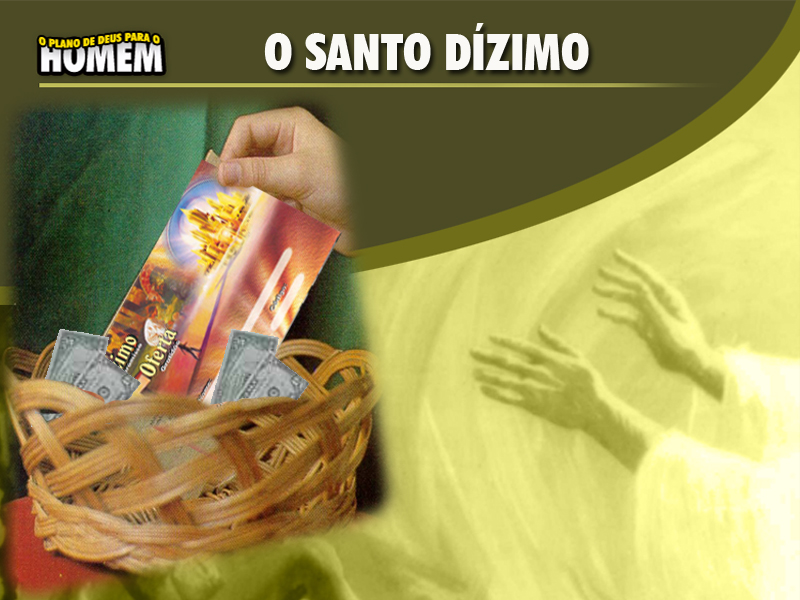 O PLANO DE DEUS PARA O
HOMEM
O SANTO DÍZIMO
Oferta